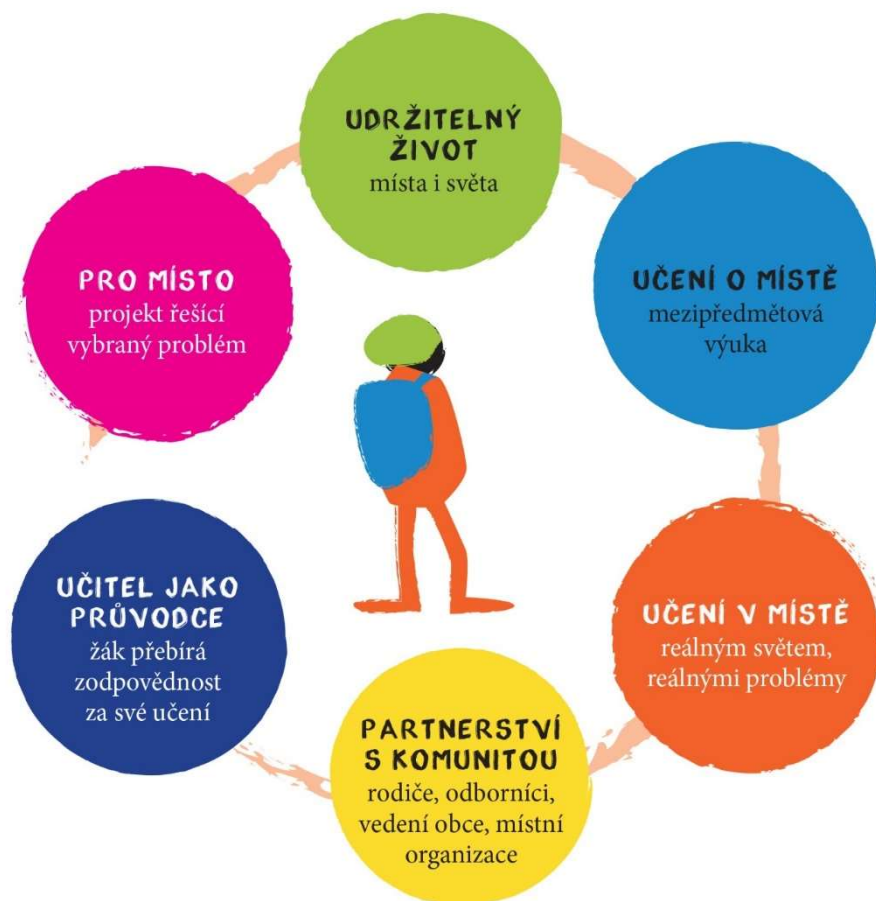 UDRŽITELNÝ
ŽIVOT
místa i světa
UČENÍ O MÍSTĚ
mezipředmětová
výuka
UČENÍ V MÍSTĚ
reálným světem,
reálnými problémy
PARTNERSTVÍ
S KOMUNITOU
rodiče, odborníci,
vedení obce, místní
organizace
UČITEL JAKO
PRŮVODCE
žák přebírá
zodpovědnost
za své učení
PRO MÍSTO
projekt řešící
vybraný problém